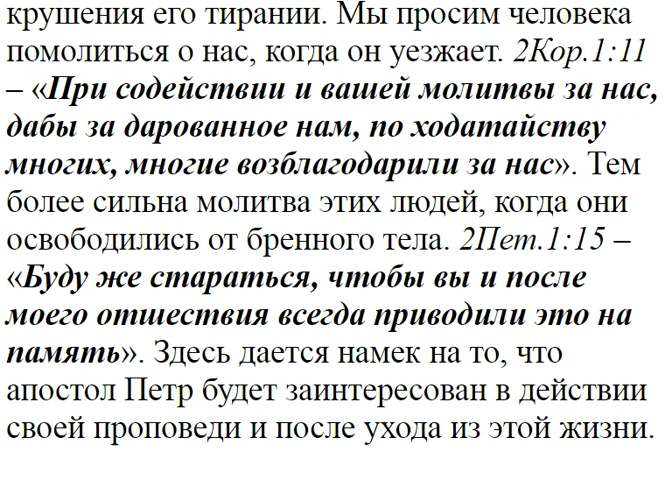 крушения его тирании. Мы просим человека
помолиться о нас, когда он уезжает. 2Кор.1:11
– «При содействии и вашей молитвы за нас,
дабы за дарованное нам, по ходатайству
многих, многие возблагодарили за нас». Тем
более сильна молитва этих людей, когда они
освободились от бренного тела. 2Пет.1:15 –
«Буду же стараться, чтобы вы и после
моего отшествия всегда приводили это на
память». Здесь дается намек на то, что
апостол Петр будет заинтересован в действии
своей проповеди и после ухода из этой жизни.